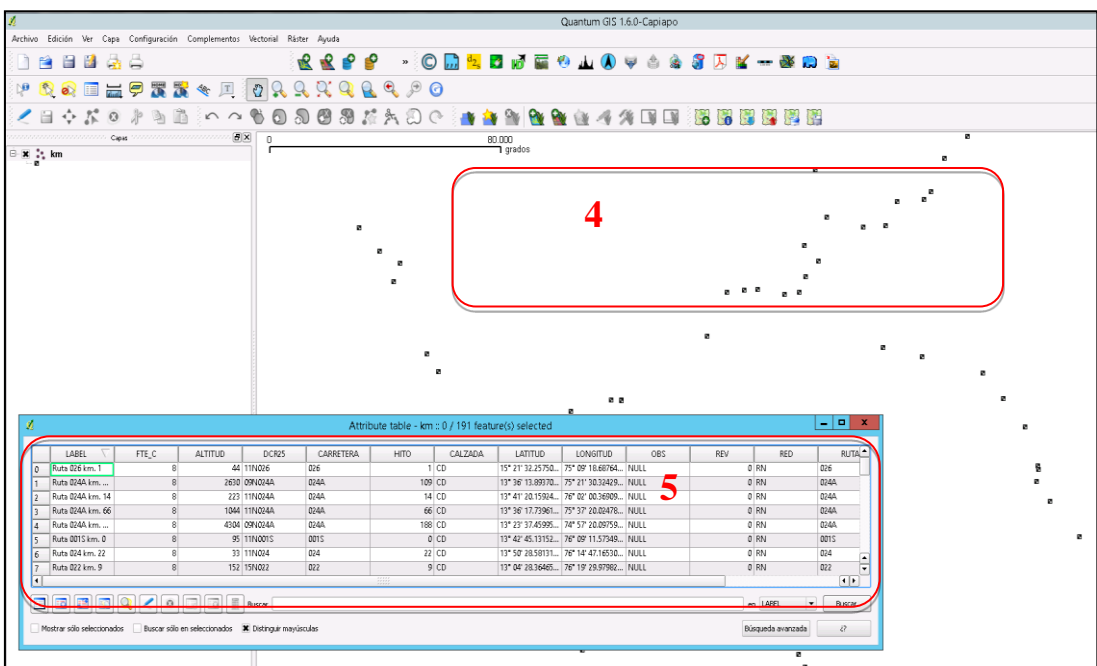 Quantum GIS 1.6.0-Capiapo
Archivo Edición Ver Capa Configuración Complementos Vectorial Ráster Ayuda
Capas
km
0 80.000
grados
4
Attribute table - km :: 0 / 191 feature(s) selected
LABEL FTE_C ALTITUD DCR25 CARRETERA HITO CALZADA LATITUD LONGITUD OBS REV RED RUTA
0 Ruta 026 km. 1 8 44 11N026 026 1 CD 15° 21' 32.25750... 75° 09' 18.68764... NULL 0 RN 026
1 Ruta 024A km. ... 8 2630 09N024A 024A 109 CD 13° 36' 13.89370... 75° 21' 30.32429... NULL 0 RN 024A
2 Ruta 024A km. 14 8 223 11N024A 024A 14 CD 13° 41' 20.15924... 76° 02' 00.36909... NULL 0 RN 024A
3 Ruta 024A km. 66 8 1044 11N024A 024A 66 CD 13° 36' 17.73961... 75° 37' 20.02478... NULL 0 RN 024A
4 Ruta 024A km. ... 8 4304 09N024A 024A 188 CD 13° 23' 37.45995... 74° 57' 20.09759... NULL 0 RN 024A
5 Ruta 001S km. 0 8 95 11N001S 001S 0 CD 13° 42' 45.13152... 76° 09' 11.57349... NULL 0 RN 001S
6 Ruta 024 km. 22 8 33 11N024 024 22 CD 13° 50' 28.58131... 76° 14' 47.16530... NULL 0 RN 024
7 Ruta 022 km. 9 8 152 15N022 022 9 CD 13° 04' 28.36465... 76° 19' 29.97982... NULL 0 RN 022
5
Buscar en LABEL Buscar
Mostrar sólo seleccionados Buscar sólo en seleccionados Distinguir mayúsculas Búsqueda avanzada ¿?